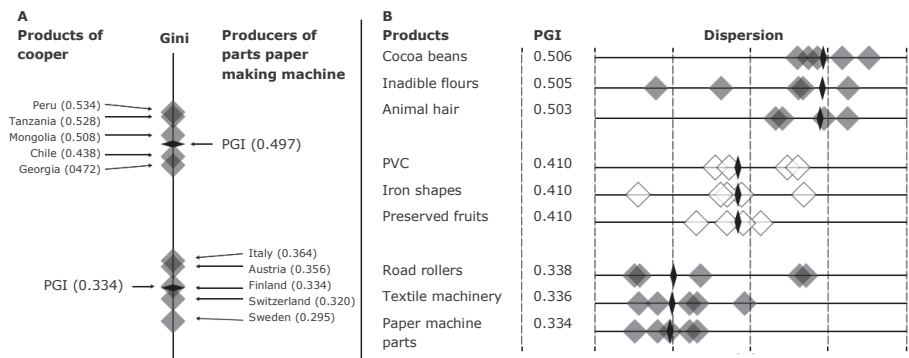 A
Products of
cooper
Gini
Producers of
parts paper
making machine
Peru (0.534)
Tanzania (0.528)
Mongolia (0.508)
Chile (0.438)
Georgia (0472)
PGI (0.497)
PGI (0.334)
Italy (0.364)
Austria (0.356)
Finland (0.334)
Switzerland (0.320)
Sweden (0.295)
B
Products PGI Dispersion
Cocoa beans 0.506
Inadible flours 0.505
Animal hair 0.503
PVC 0.410
Iron shapes 0.410
Preserved fruits 0.410
Road rollers 0.338
Textile machinery 0.336
Paper machine 0.334
parts